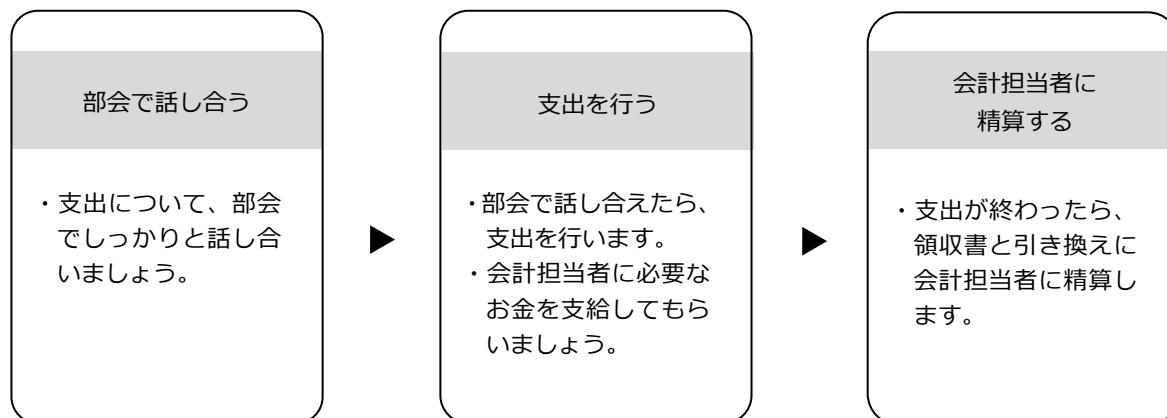 部会で話し合う
・支出について、部会
でしっかりと話し合
いましょう。
▶
支出を行う
・部会で話し合えたら、
支出を行います。
・会計担当者に必要な
お金を支給してもら
いましょう。
▶
会計担当者に
精算する
・支出が終わったら、
領収書と引き換えに
会計担当者に精算し
ます。